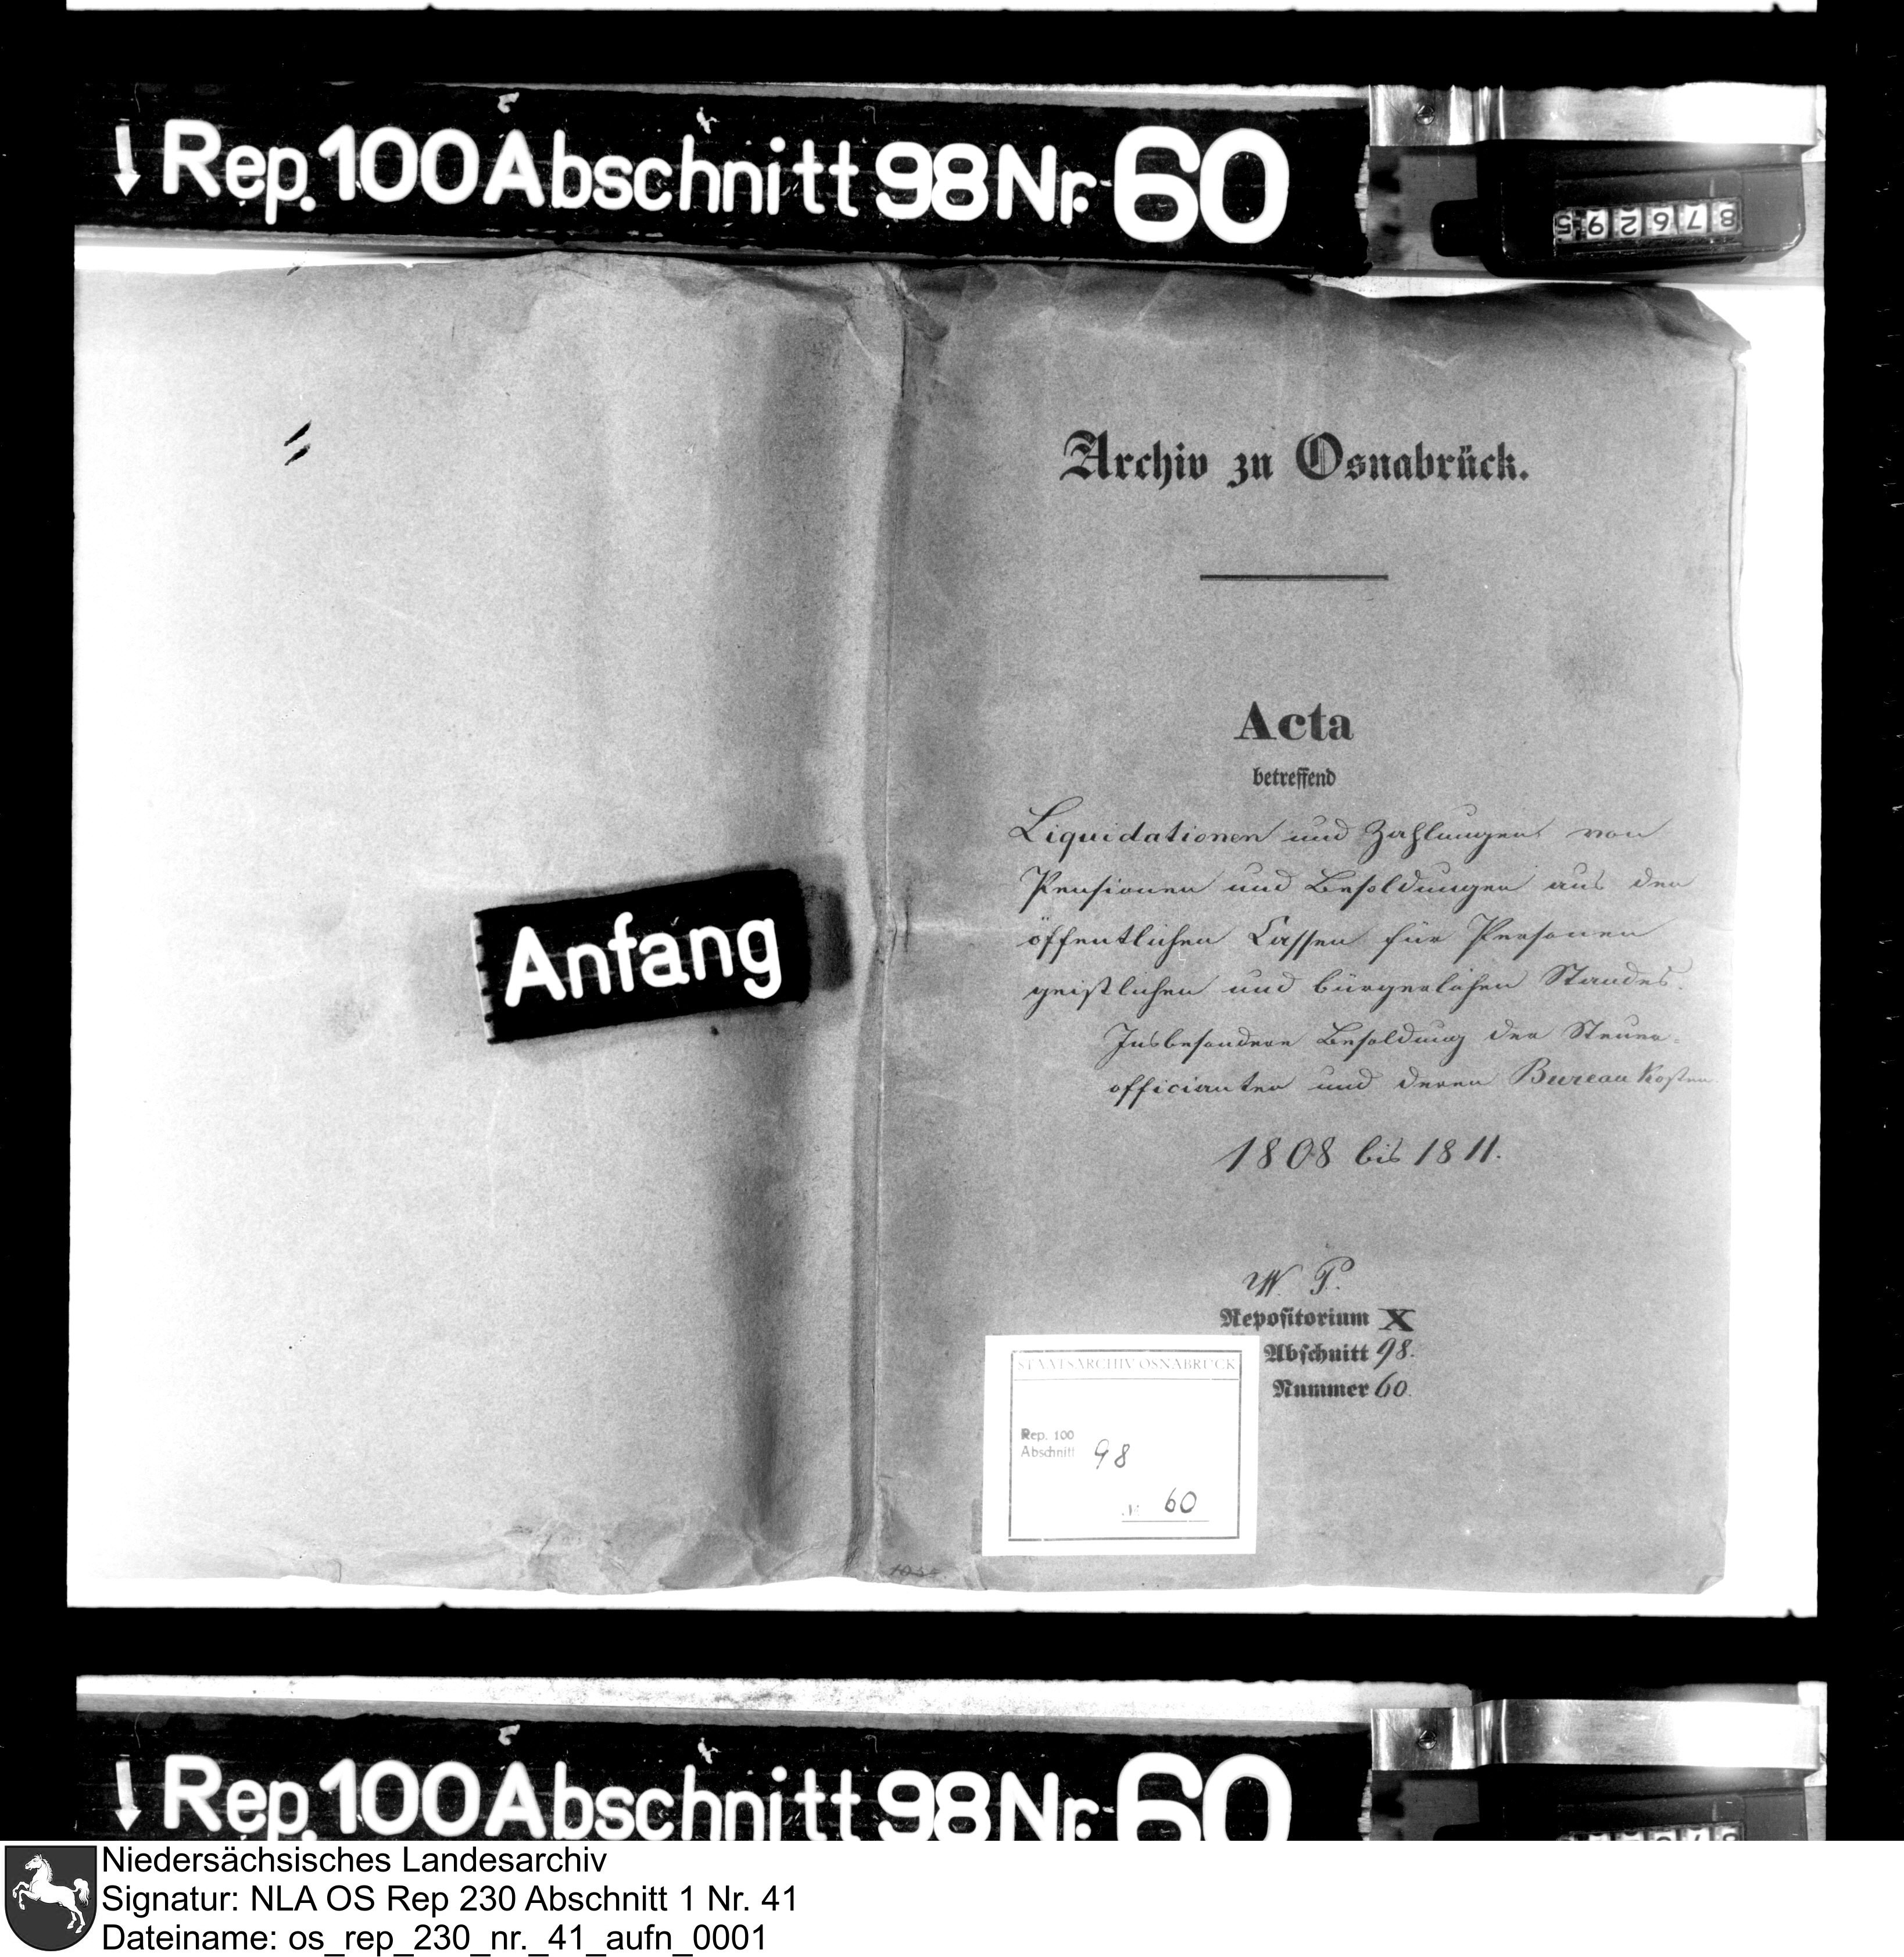 ↓ Rep. 100 Abschnitt 98 Nr. 60
876295
Archiv zu Osnabrück.
Acta
betreffend
Liquidationen und Zahlungen von
Pensionen und Besoldungen aus den
öffentlichen Cassen für Personen
geistlichen und bürgerlichen Standes.
Insbesondere Besoldung der Steuer-
officianten und deren Bureau Kosten
1808 bis 1811.
Anfang
W. P.
Repositorium X
Abschnitt 98.
Nummer 60.
STAATSARCHIV OSNABRÜCK
Rep. 100
Abschnitt 98
Nr. 60
↓ Rep. 100 Abschnitt 98 Nr. 60
Niedersächsisches Landesarchiv
Signatur: NLA OS Rep 230 Abschnitt 1 Nr. 41
Dateiname: os_rep_230_nr._41_aufn_0001